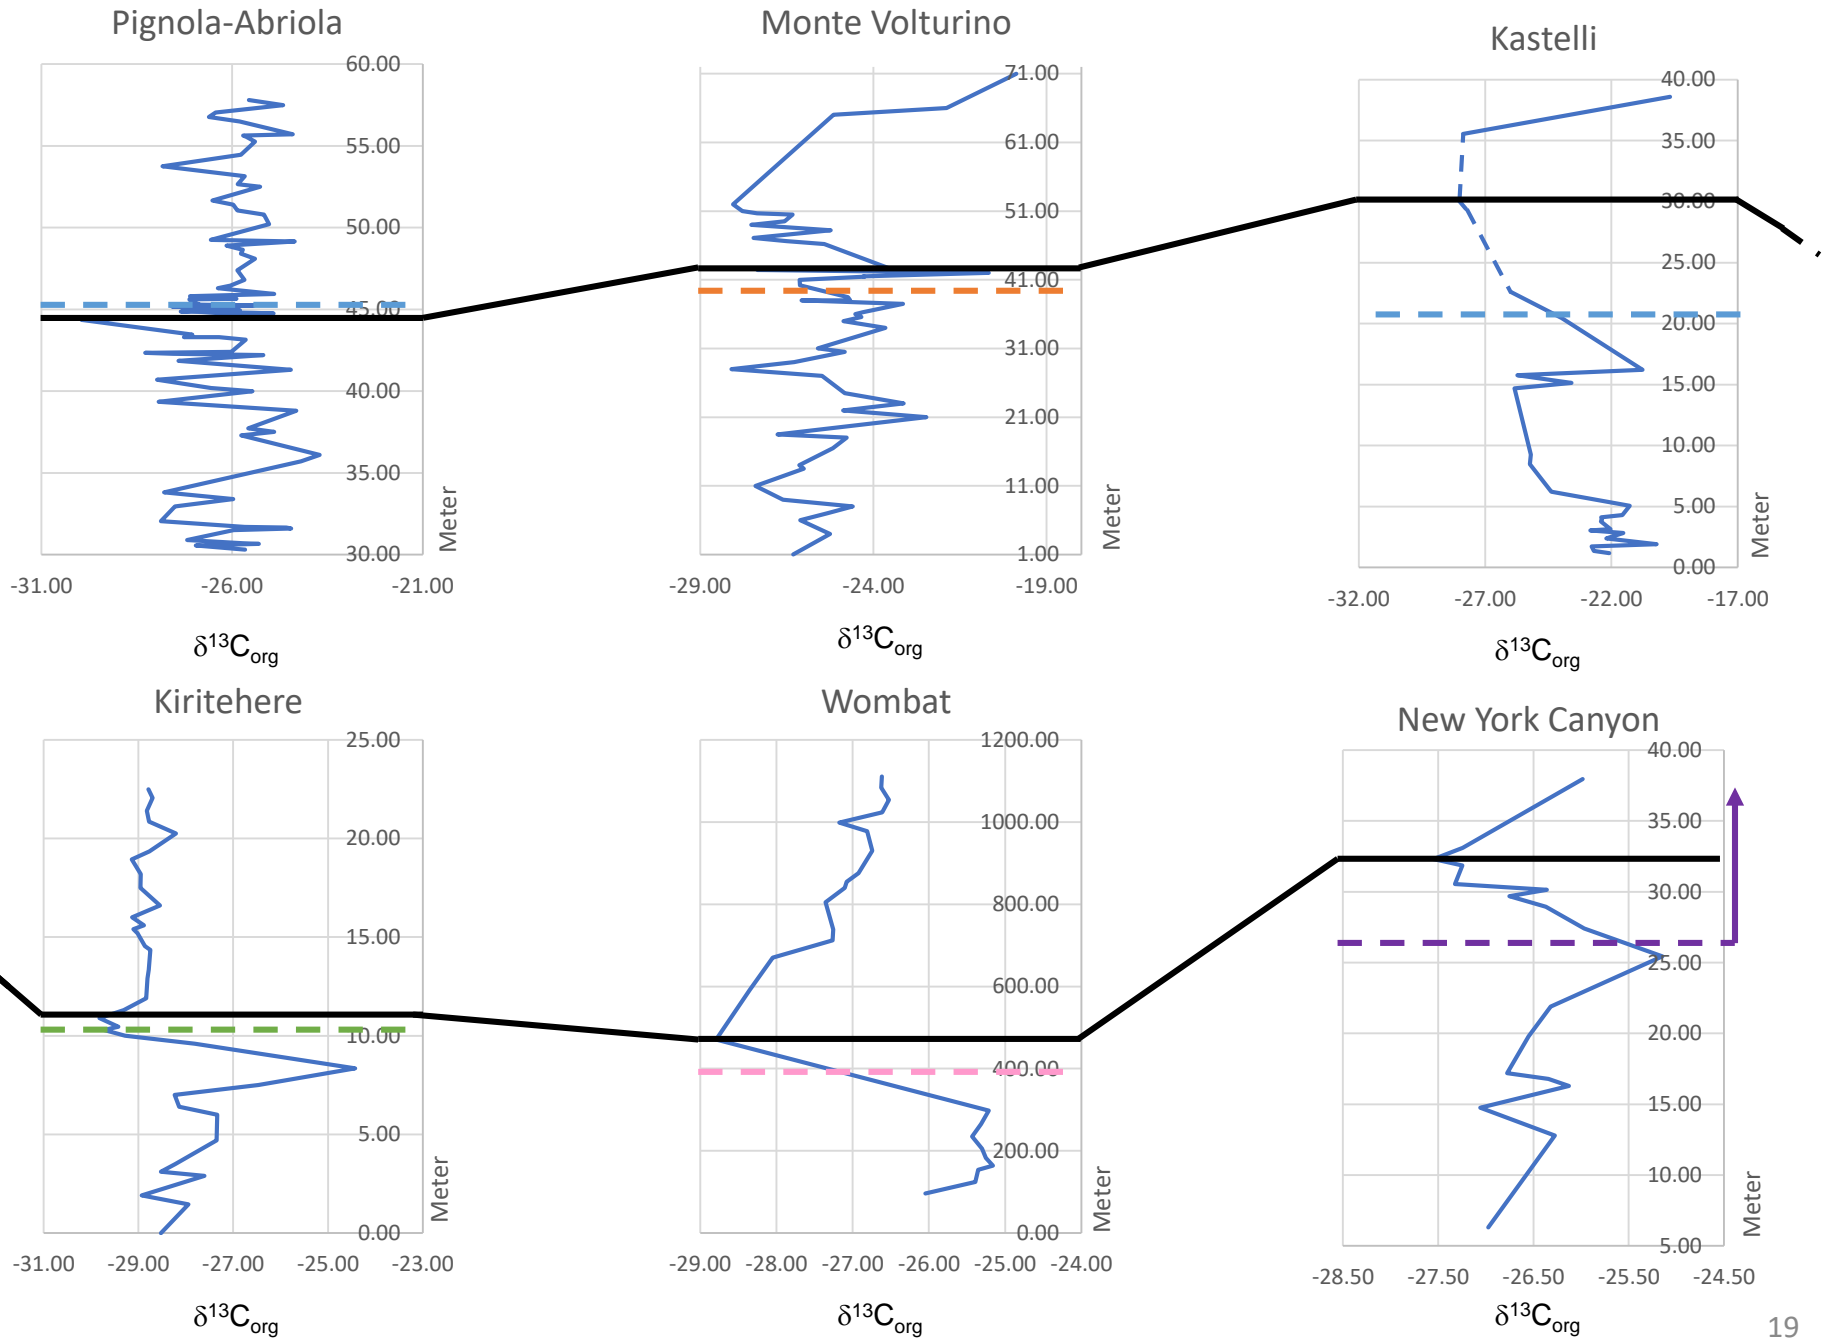 Pignola-Abriola
60.00
55.00
50.00
45.00
40.00
35.00
30.00
-31.00 -26.00 -21.00
Meter
δ13Corg
Monte Volturino
71.00
61.00
51.00
41.00
31.00
21.00
11.00
1.00
-29.00 -24.00 -19.00
Meter
δ13Corg
Kastelli
40.00
35.00
30.00
25.00
20.00
15.00
10.00
5.00
0.00
-32.00 -27.00 -22.00 -17.00
Meter
δ13Corg
Kiritehere
25.00
20.00
15.00
10.00
5.00
0.00
-31.00 -29.00 -27.00 -25.00 -23.00
Meter
δ13Corg
Wombat
1200.00
1000.00
800.00
600.00
400.00
200.00
0.00
-29.00 -28.00 -27.00 -26.00 -25.00 -24.00
Meter
δ13Corg
New York Canyon
40.00
35.00
30.00
25.00
20.00
15.00
10.00
5.00
-28.50 -27.50 -26.50 -25.50 -24.50
Meter
δ13Corg
19